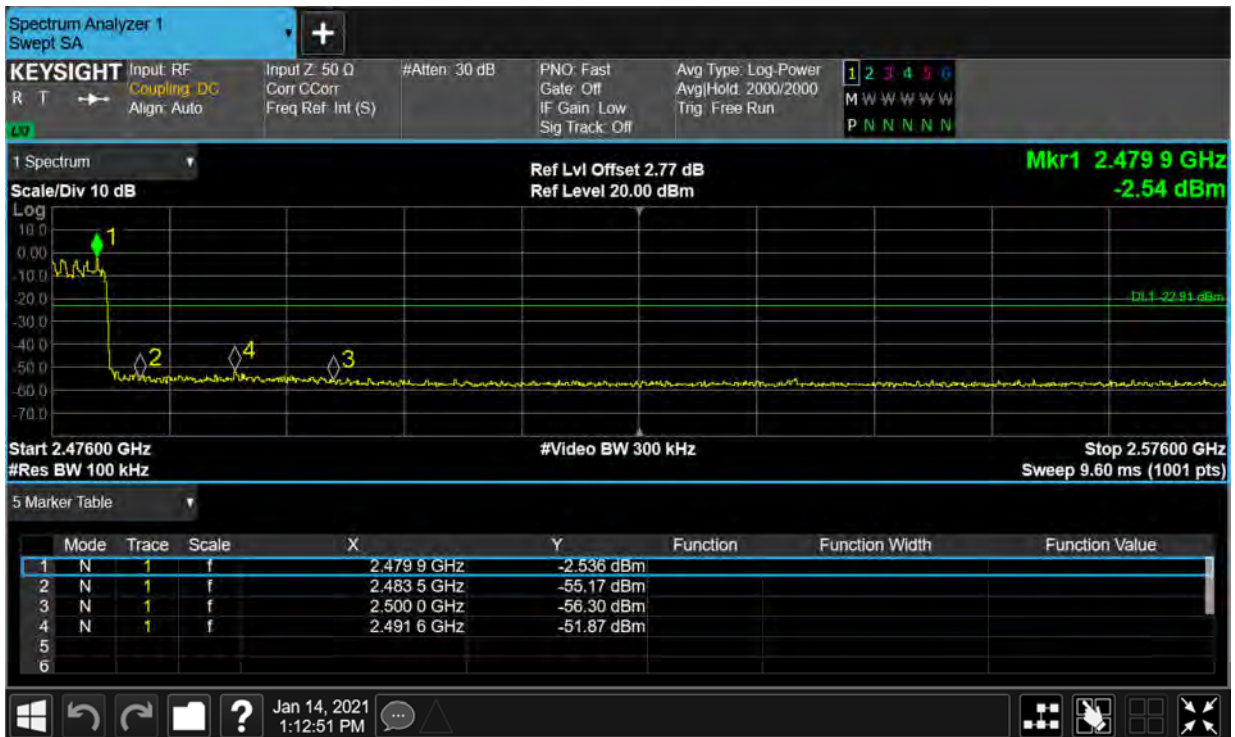 Spectrum Analyzer 1
Swept SA
+
KEYSIGHT Input: RF Input Z: 50 Ω #Atten: 30 dB PNO: Fast Avg Type: Log-Power 1 2 3 4 5 6
R T Coupling: DC Corr CCorr Gate: Off Avg|Hold: 2000/2000 M W W W W W
Align: Auto Freq Ref: Int (S) IF Gain: Low Trig: Free Run
LXI Sig Track: Off P N N N N N N
1 Spectrum Ref Lvl Offset 2.77 dB Mkr1 2.479 9 GHz
Scale/Div 10 dB Ref Level 20.00 dBm -2.54 dBm
Log
10.0 1
0.00
-10.0
-20.0 DL1 -22.91 dBm
-30.0
-40.0
2 4 3
-50.0
-60.0
-70.0
Start 2.47600 GHz #Video BW 300 kHz Stop 2.57600 GHz
#Res BW 100 kHz Sweep 9.60 ms (1001 pts)
5 Marker Table
Mode Trace Scale X Y Function Function Width Function Value
1 N 1 f 2.479 9 GHz -2.536 dBm
2 N 1 f 2.483 5 GHz -55.17 dBm
3 N 1 f 2.500 0 GHz -56.30 dBm
4 N 1 f 2.491 6 GHz -51.87 dBm
5
6
? Jan 14, 2021
1:12:51 PM